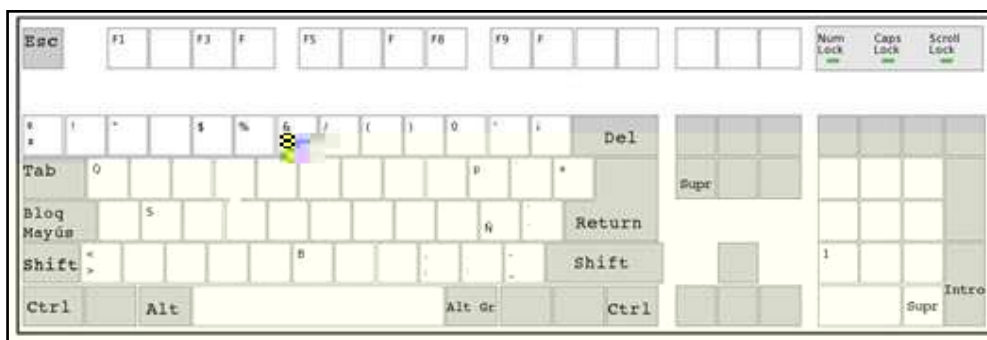 Esc F1 F3 F F5 F F8 F9 F Num Lock Caps Lock Scroll Lock
! " $ % & / ( ) 0 ' ¡ Del
Tab Q P * Supr
Bloq Mayús S Ñ Return
Shift < > B ; : - _ Shift 1
Ctrl Alt Alt Gr Ctrl Supr Intro